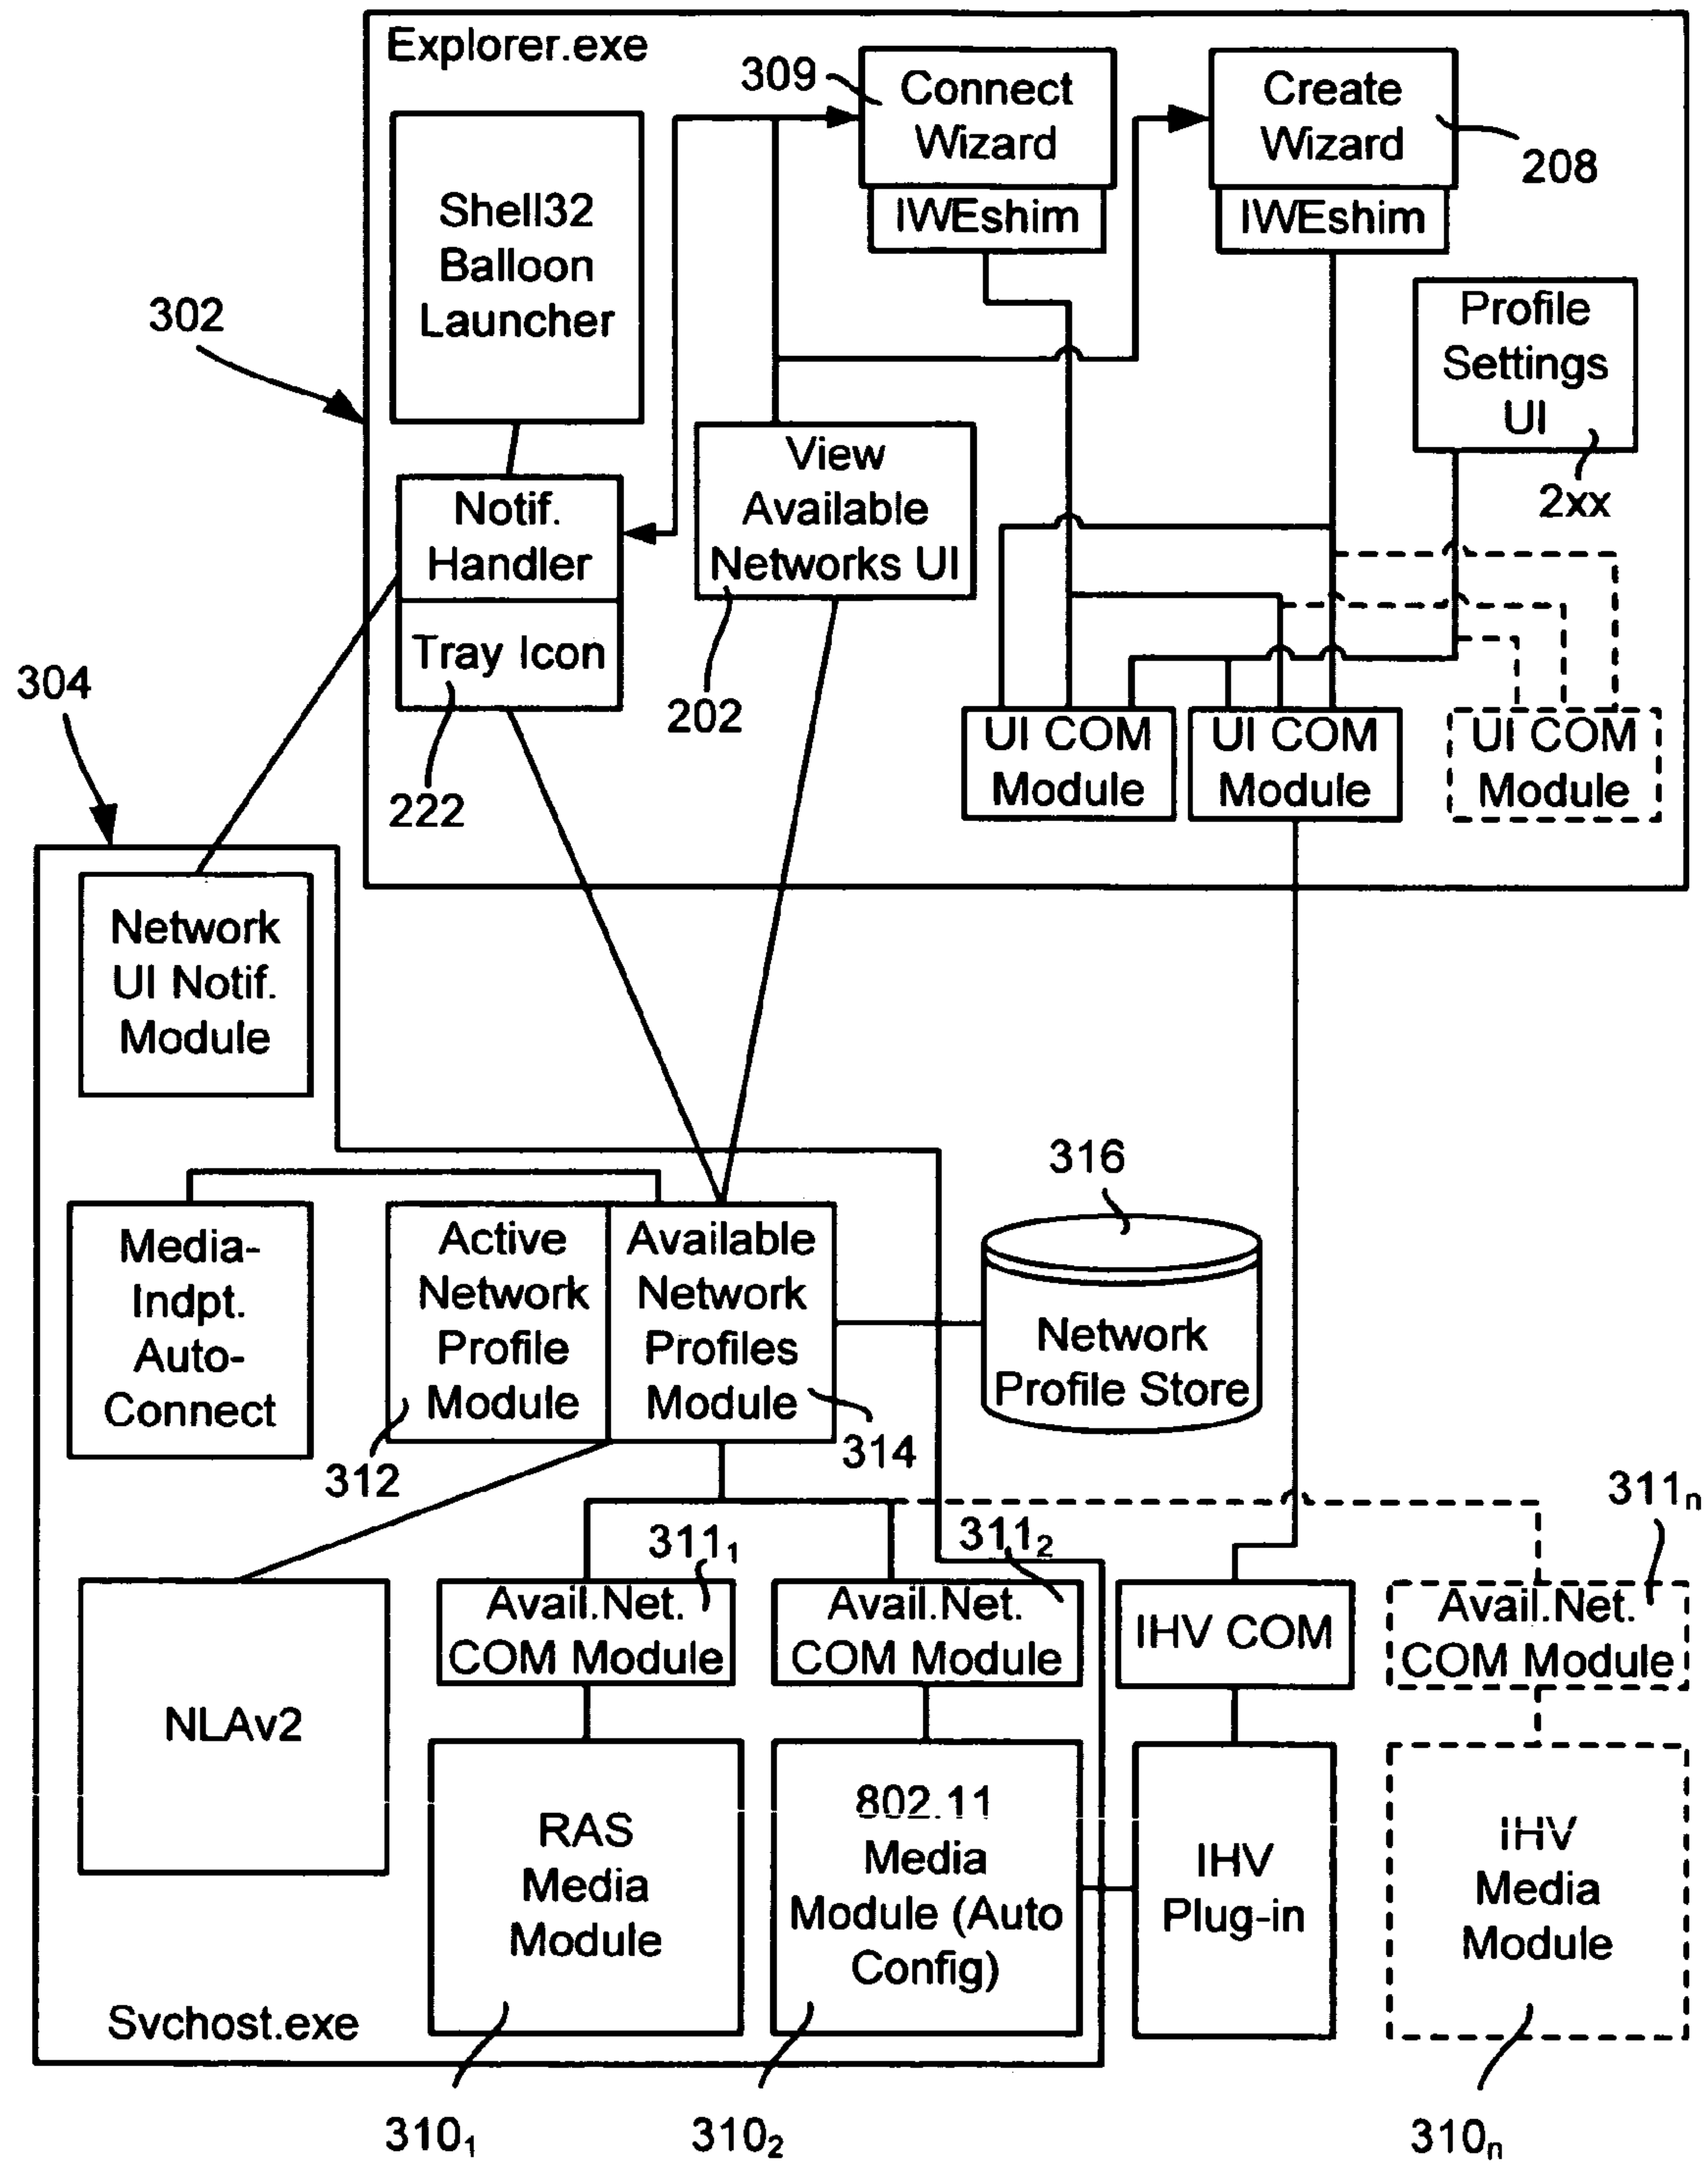 Explorer.exe
309
Connect
Wizard
IWEshim
Create
Wizard
IWEshim
208
Shell32
Balloon
Launcher
302
Profile
Settings
UI
2xx
Notif.
Handler
Tray Icon
222
View
Available
Networks UI
202
304
UI COM
Module
UI COM
Module
UI COM
Module
Network
UI Notif.
Module
316
Media-
Indpt.
Auto-
Connect
Active
Network
Profile
Module
312
Available
Network
Profiles
Module
314
Network
Profile Store
311₁
311₂
311ₙ
Avail.Net.
COM Module
Avail.Net.
COM Module
IHV COM
Avail.Net.
COM Module
NLAv2
RAS
Media
Module
802.11
Media
Module (Auto
Config)
IHV
Plug-in
IHV
Media
Module
Svchost.exe
310₁
310₂
310ₙ